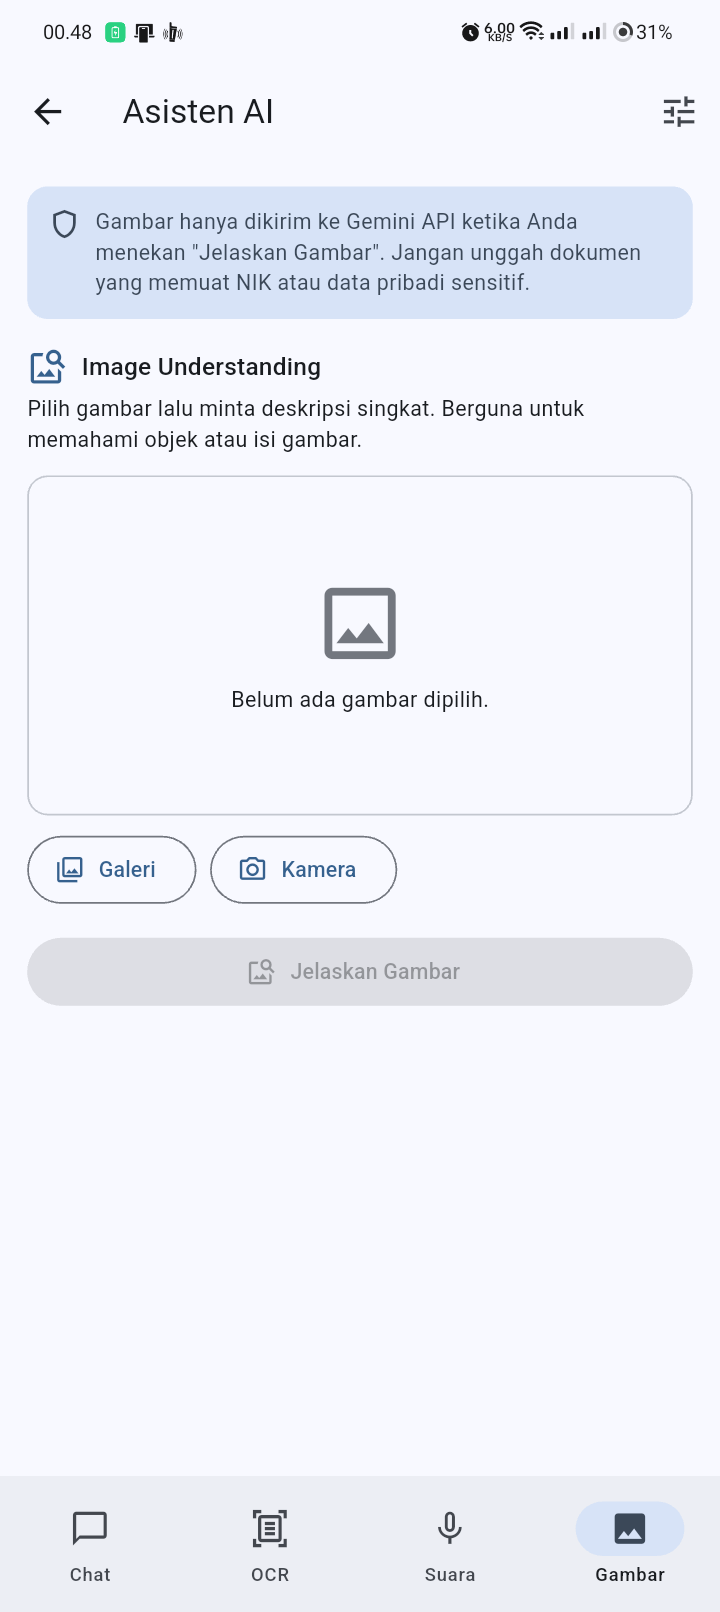 00.48
6.00 KB/S
31%
Asisten AI
Gambar hanya dikirim ke Gemini API ketika Anda
menekan "Jelaskan Gambar". Jangan unggah dokumen
yang memuat NIK atau data pribadi sensitif.
Image Understanding
Pilih gambar lalu minta deskripsi singkat. Berguna untuk
memahami objek atau isi gambar.
Belum ada gambar dipilih.
Galeri
Kamera
Jelaskan Gambar
Chat
OCR
Suara
Gambar